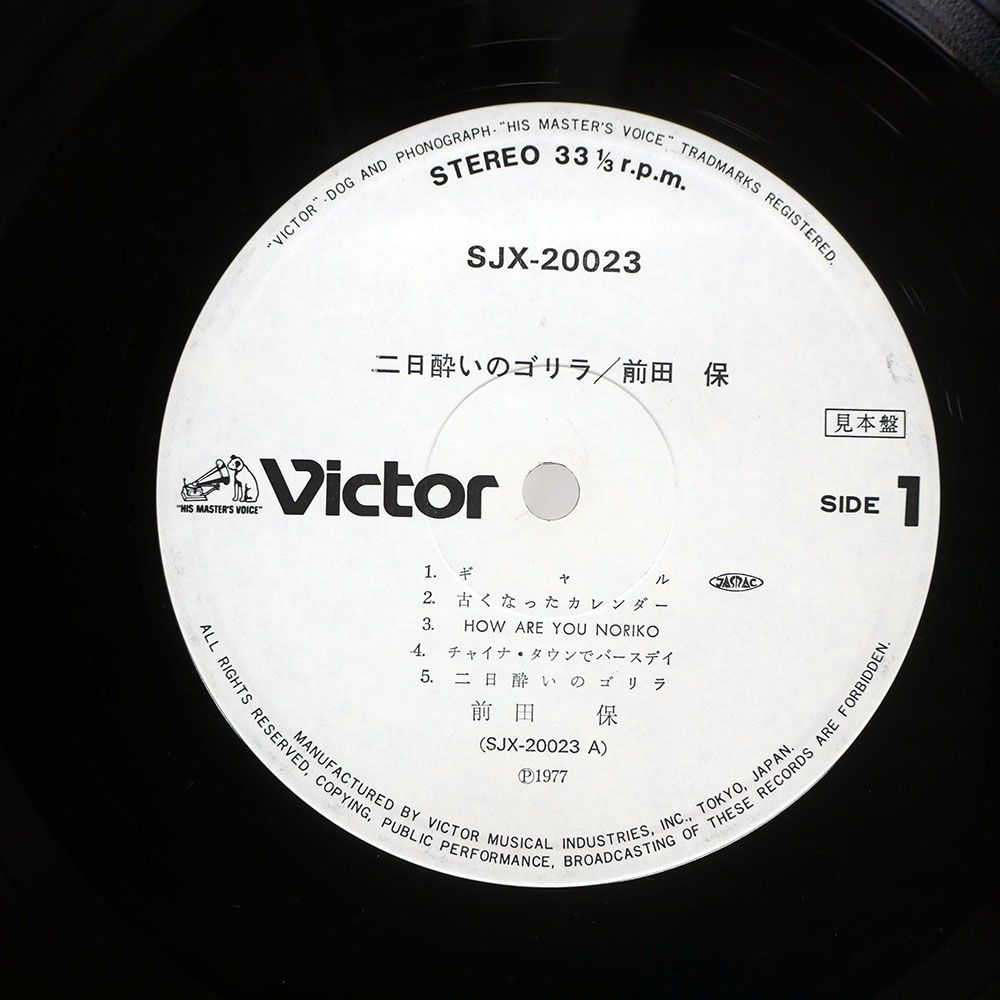 "VICTOR"-DOG AND PHONOGRAPH-"HIS MASTER'S VOICE" TRADMARKS REGISTERED.
STEREO 33 1/3 r.p.m.
SJX-20023
二日酔いのゴリラ／前田 保
見本盤
"HIS MASTER'S VOICE"
Victor
SIDE 1
1. ギャル
JASRAC
2. 古くなったカレンダー
3. HOW ARE YOU NORIKO
4. チャイナ・タウンでバースデイ
5. 二日酔いのゴリラ
前田 保
(SJX-20023 A)
Ⓟ1977
MANUFACTURED BY VICTOR MUSICAL INDUSTRIES, INC., TOKYO, JAPAN.
ALL RIGHTS RESERVED, COPYING, PUBLIC PERFORMANCE, BROADCASTING OF THESE RECORDS ARE FORBIDDEN.